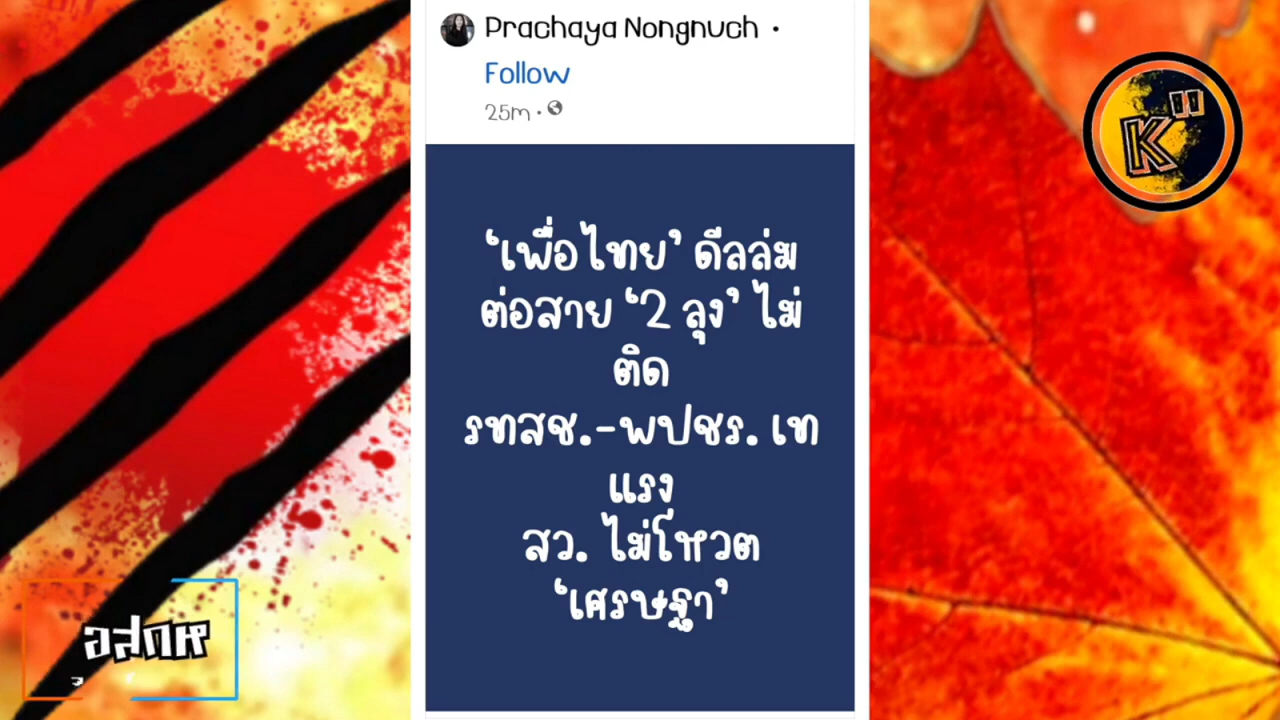 Prachaya Nongnuch •
Follow
25m •
K"
‘เพื่อไทย’ ดีลล่ม
ต่อสาย ‘2 ลุง’ ไม่
ติด
รทสช.-พปชร. เท
แรง
สว. ไม่โหวต
‘เศรษฐา’
อสกห